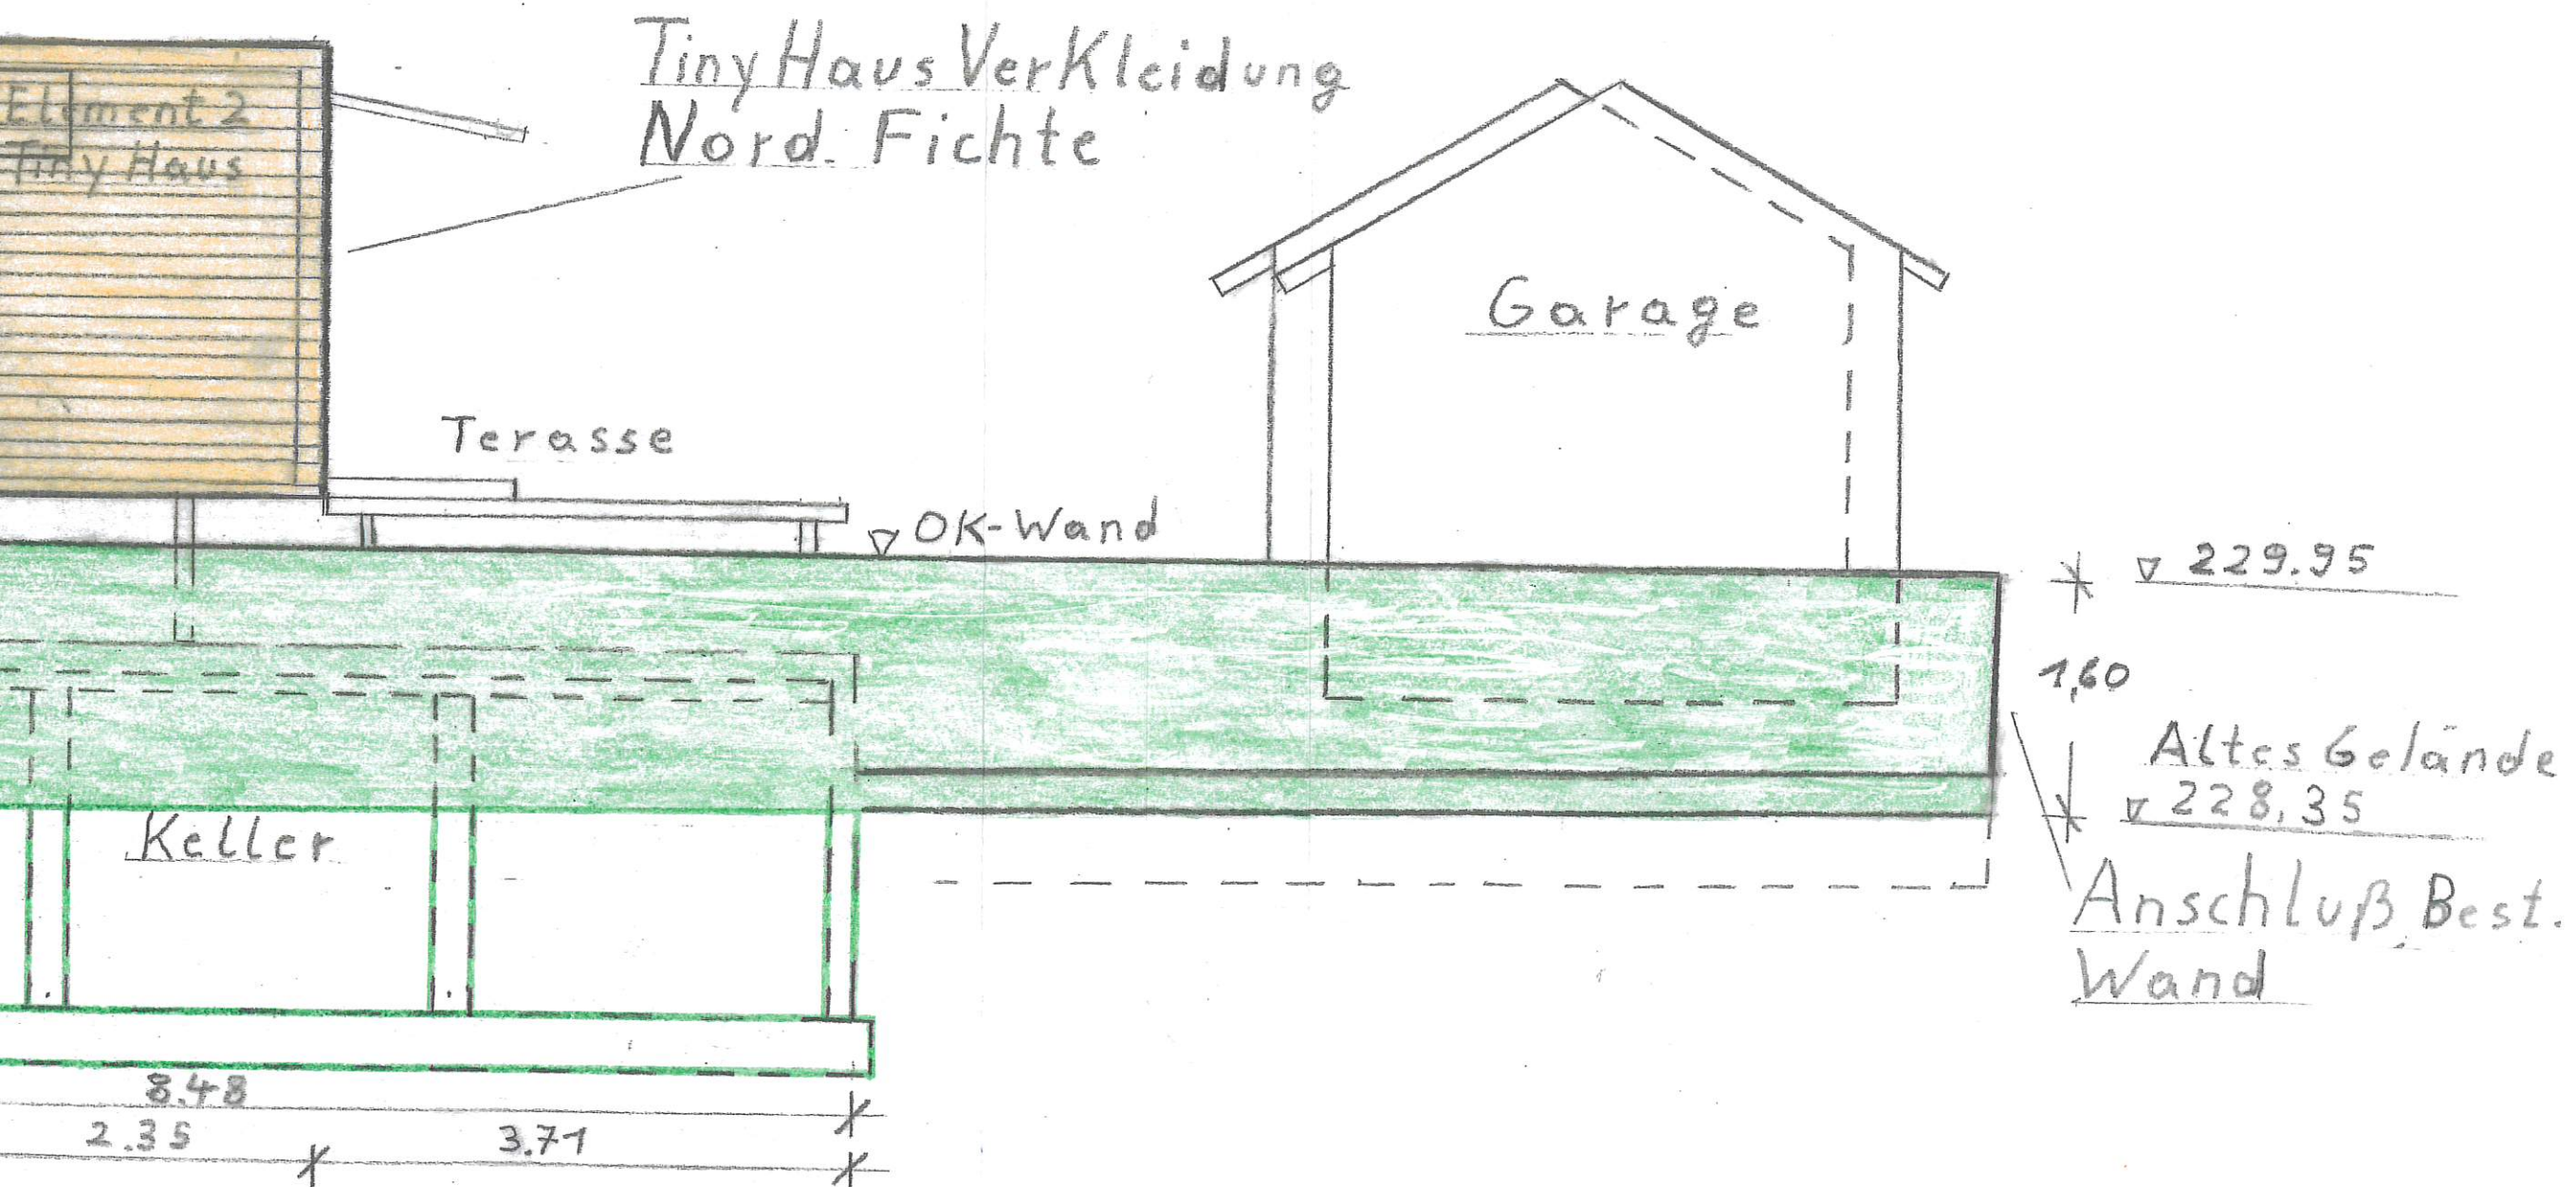 Tiny Haus Verkleidung
Nord. Fichte
Element 2
Tiny Haus
Garage
Terasse
▽ OK-Wand
▽ 229.95
1,60
Altes Gelände
▽ 228,35
Keller
Anschluß Best.
Wand
8.48
2.35
3.71